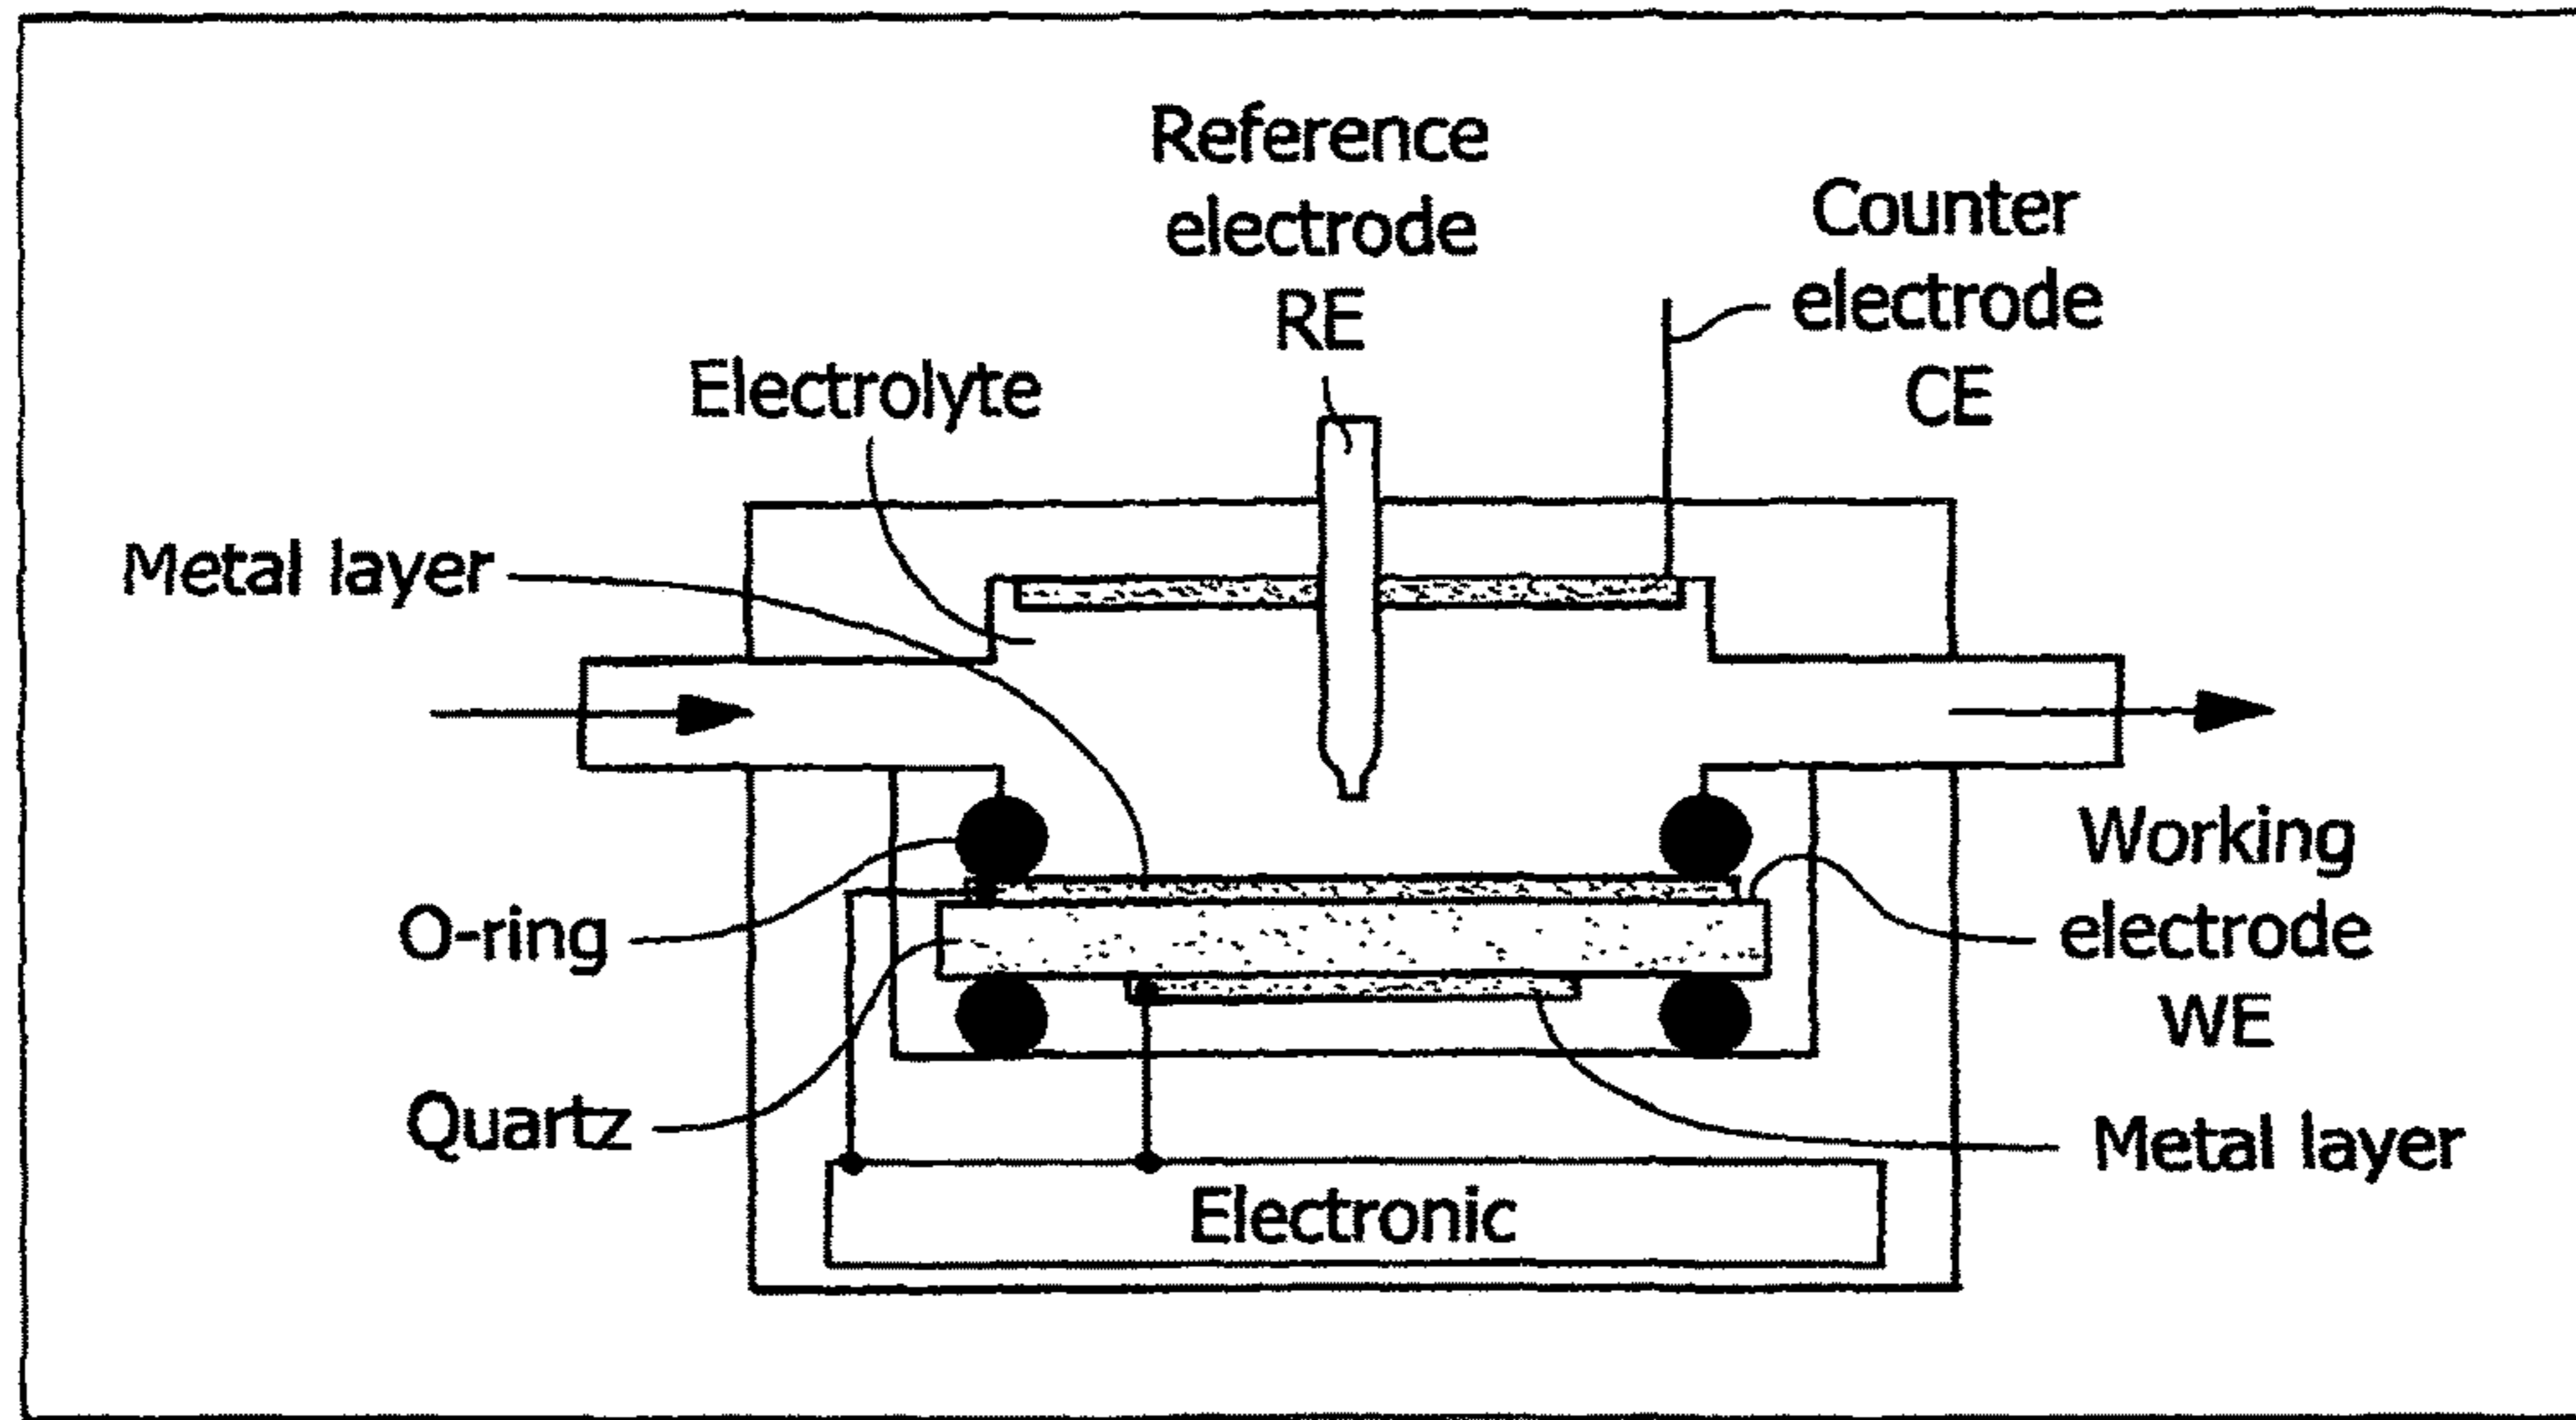 Reference
electrode
RE
Counter
electrode
CE
Electrolyte
Metal layer
O-ring
Working
electrode
WE
Quartz
Metal layer
Electronic